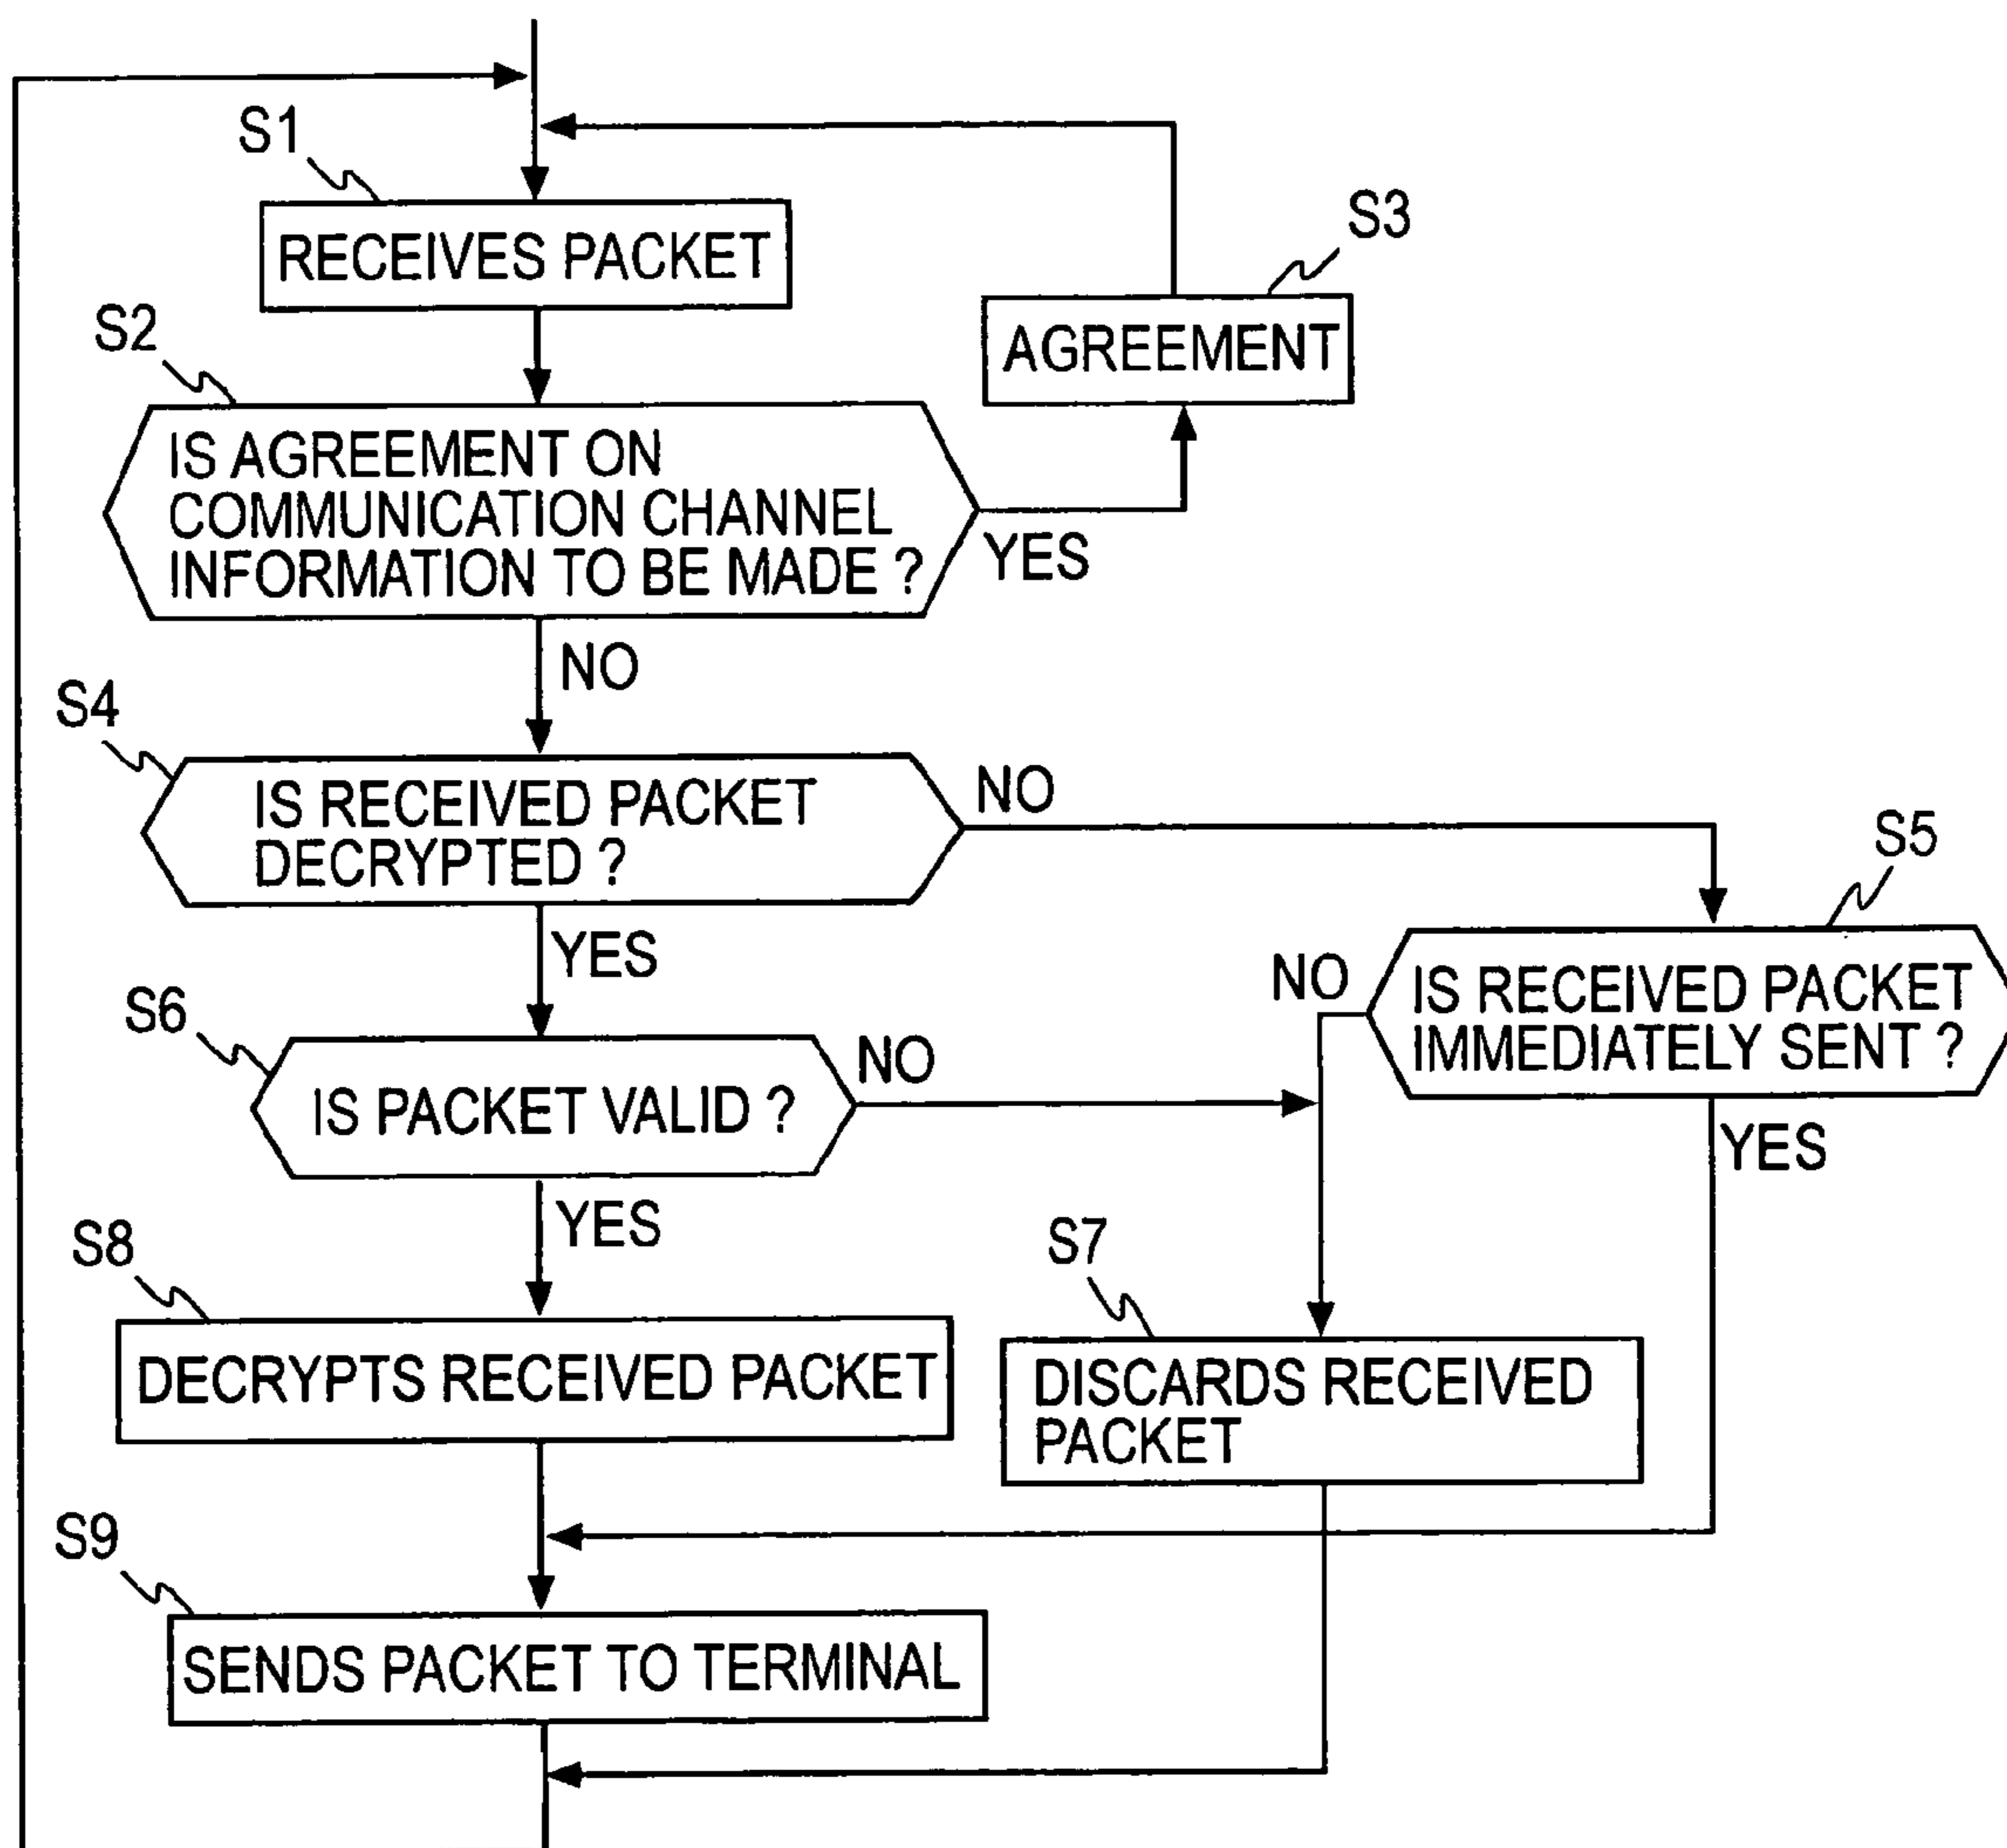 S1
RECEIVES PACKET
S3
AGREEMENT
S2
IS AGREEMENT ON
COMMUNICATION CHANNEL
INFORMATION TO BE MADE ?
YES
NO
S4
IS RECEIVED PACKET
DECRYPTED ?
NO
YES
S5
IS RECEIVED PACKET
IMMEDIATELY SENT ?
NO
YES
S6
IS PACKET VALID ?
NO
YES
S8
DECRYPTS RECEIVED PACKET
S7
DISCARDS RECEIVED
PACKET
S9
SENDS PACKET TO TERMINAL